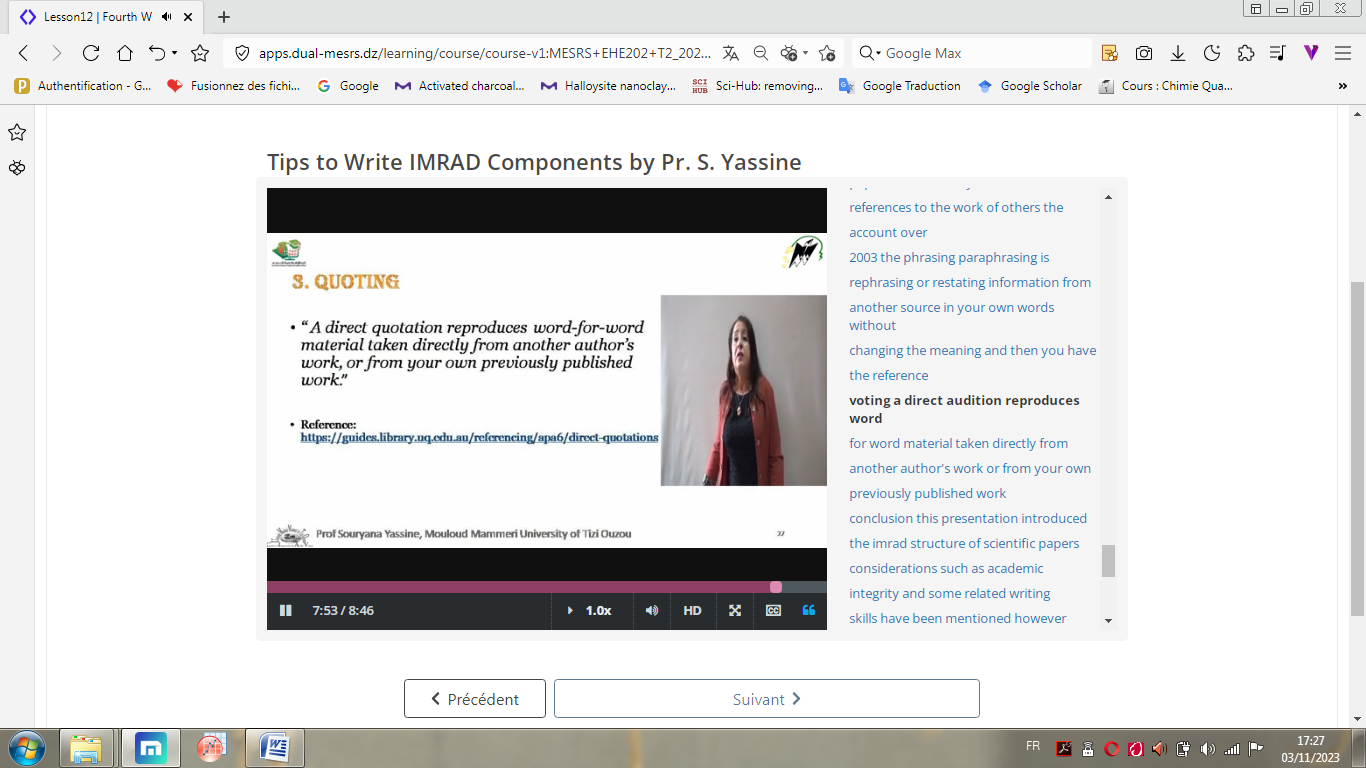 Lesson12 | Fourth W
apps.dual-mesrs.dz/learning/course/course-v1:MESRS+EHE202+T2_202...
Google Max
Authentification - G...
Fusionnez des fichi...
Google
Activated charcoal...
Halloysite nanoclay...
SCI HUB
Sci-Hub: removing...
Google Traduction
Google Scholar
Cours : Chimie Qua...
Tips to Write IMRAD Components by Pr. S. Yassine
3. QUOTING
• “A direct quotation reproduces word-for-word
material taken directly from another author’s
work, or from your own previously published
work.”
• Reference:
https://guides.library.uq.edu.au/referencing/apa6/direct-quotations
Prof Souryana Yassine, Mouloud Mammeri University of Tizi Ouzou
27
7:53 / 8:46
1.0x
HD
CC
references to the work of others the
account over
2003 the phrasing paraphrasing is
rephrasing or restating information from
another source in your own words
without
changing the meaning and then you have
the reference
voting a direct audition reproduces
word
for word material taken directly from
another author's work or from your own
previously published work
conclusion this presentation introduced
the imrad structure of scientific papers
considerations such as academic
integrity and some related writing
skills have been mentioned however
Précédent
Suivant
FR
17:27
03/11/2023